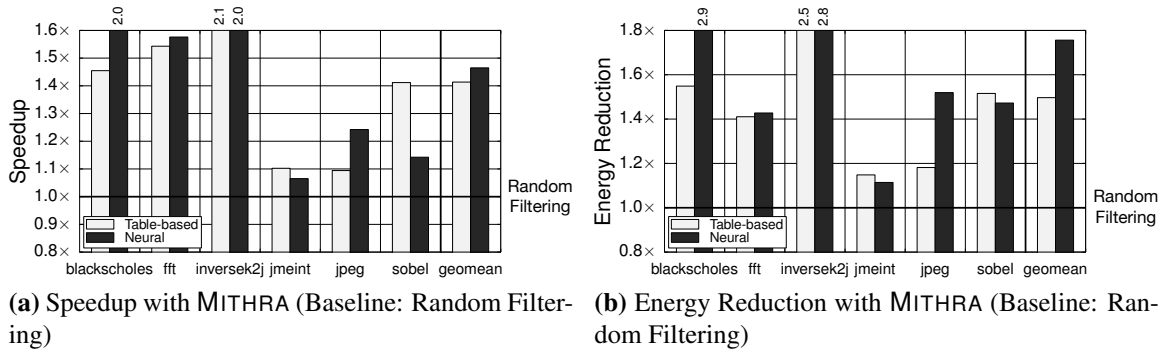 2.0
2.1
2.0
1.6×
1.5×
1.4×
1.3×
1.2×
1.1×
1.0×
0.9×
0.8×
Speedup
Random
Filtering
Table-based
Neural
blackscholes fft inversek2j jmeint jpeg sobel geomean
(a) Speedup with MITHRA (Baseline: Random Filter-
ing)
2.9
2.5
2.8
1.8×
1.6×
1.4×
1.2×
1.0×
0.8×
Energy Reduction
Random
Filtering
Table-based
Neural
blackscholes fft inversek2j jmeint jpeg sobel geomean
(b) Energy Reduction with MITHRA (Baseline: Ran-
dom Filtering)